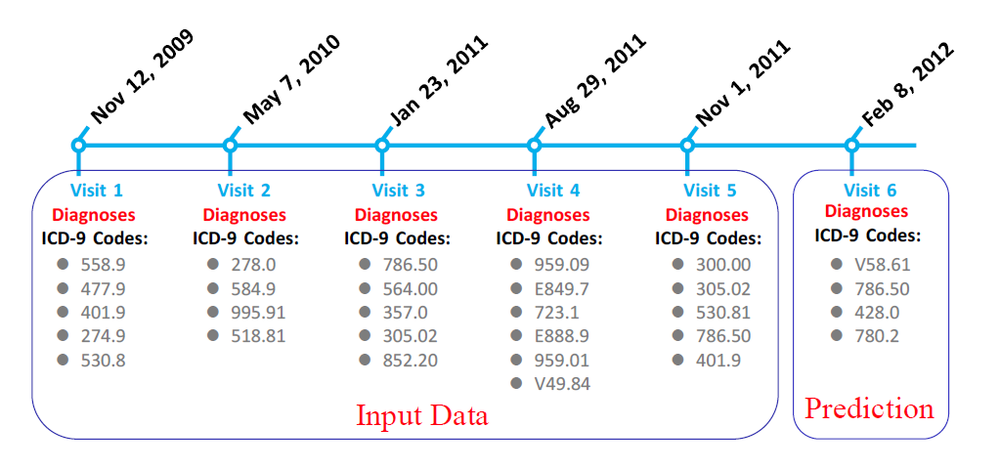 Nov 12, 2009
May 7, 2010
Jan 23, 2011
Aug 29, 2011
Nov 1, 2011
Feb 8, 2012
Visit 1
Diagnoses
ICD-9 Codes:
558.9
477.9
401.9
274.9
530.8
Visit 2
Diagnoses
ICD-9 Codes:
278.0
584.9
995.91
518.81
Visit 3
Diagnoses
ICD-9 Codes:
786.50
564.00
357.0
305.02
852.20
Visit 4
Diagnoses
ICD-9 Codes:
959.09
E849.7
723.1
E888.9
959.01
V49.84
Visit 5
Diagnoses
ICD-9 Codes:
300.00
305.02
530.81
786.50
401.9
Input Data
Visit 6
Diagnoses
ICD-9 Codes:
V58.61
786.50
428.0
780.2
Prediction